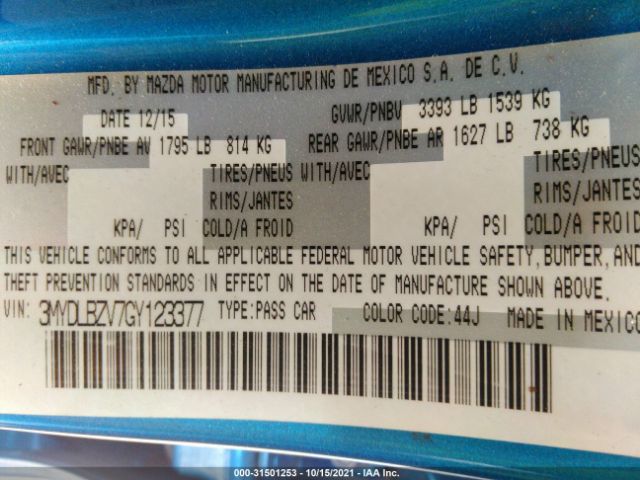 MFD. BY MAZDA MOTOR MANUFACTURING DE MEXICO S.A. DE C.V.
DATE 12/15 GVWR/PNBV 3393 LB 1539 KG
FRONT GAWR/PNBE AV 1795 LB 814 KG REAR GAWR/PNBE AR 1627 LB 738 KG
WITH/AVEC TIRES/PNEUS WITH/AVEC TIRES/PNEUS
RIMS/JANTES RIMS/JANTES
KPA/ PSI COLD/A FROID KPA/ PSI COLD/A FROID
THIS VEHICLE CONFORMS TO ALL APPLICABLE FEDERAL MOTOR VEHICLE SAFETY, BUMPER, AND
THEFT PREVENTION STANDARDS IN EFFECT ON THE DATE OF MANUFACTURE SHOWN ABOVE.
VIN: 3MYDLBZV7GY123377 TYPE:PASS CAR COLOR CODE:44J MADE IN MEXICO
000-31501253 - 10/15/2021 - IAA Inc.